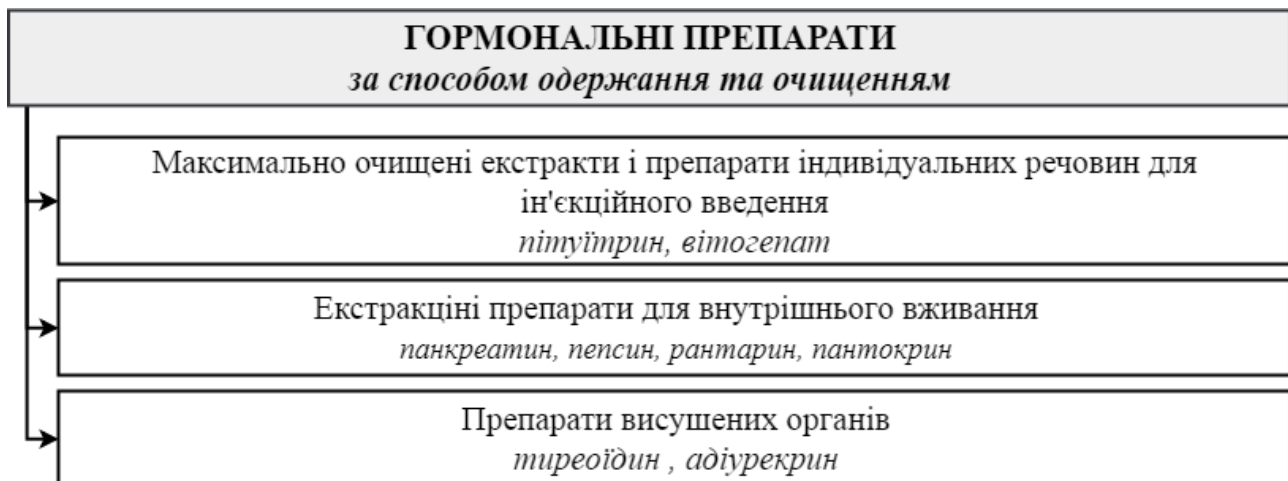 ГОРМОНАЛЬНІ ПРЕПАРАТИ
за способом одержання та очищенням
Максимально очищені екстракти і препарати індивідуальних речовин для
ін'єкційного введення
пітуїтрин, вітогепат
Екстракціні препарати для внутрішнього вживання
панкреатин, пепсин, рантарин, пантокрин
Препарати висушених органів
тиреоїдин , адіурекрин